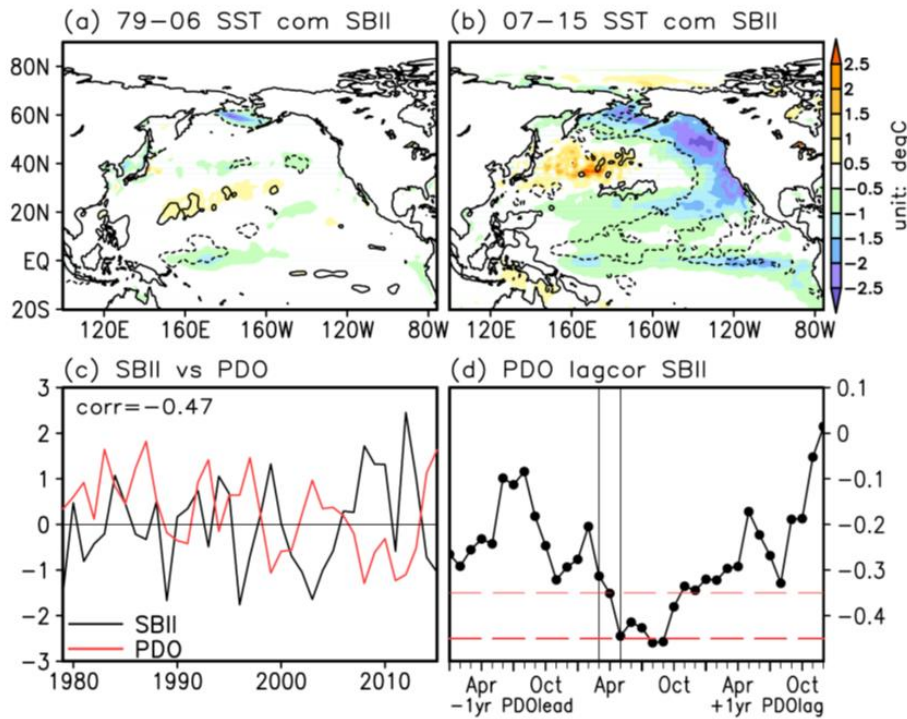 (a) 79-06 SST com SBII
(b) 07-15 SST com SBII
80N
60N
40N
20N
EQ
20S
120E 160E 160W 120W 80W
120E 160E 160W 120W 80W
2.5
2
1.5
1
0.5
-0.5
-1
-1.5
-2
-2.5
unit: degC
(c) SBII vs PDO
(d) PDO lagcor SBII
corr=-0.47
3
2
1
0
-1
-2
-3
SBII
PDO
1980 1990 2000 2010
0.1
0
-0.1
-0.2
-0.3
-0.4
Apr Oct Apr Oct Apr Oct
-1yr PDOlead +1yr PDOlag